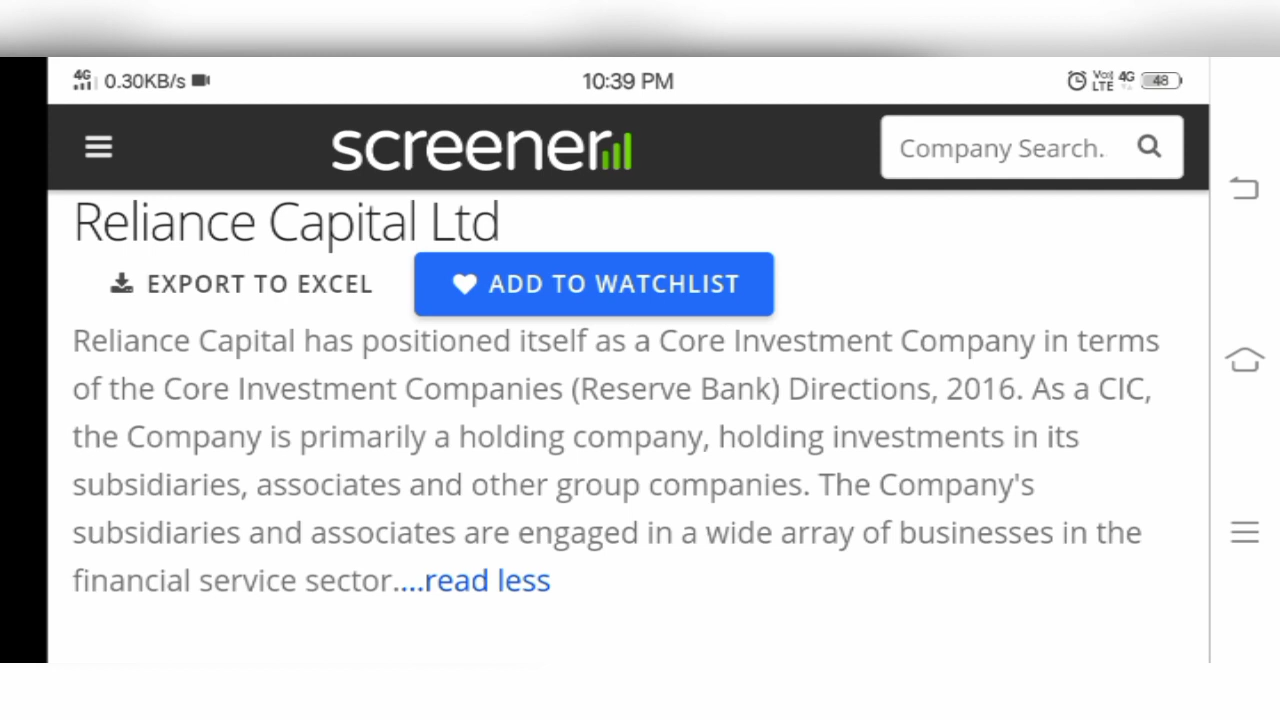 4G 0.30KB/s 10:39 PM Vo) LTE 4G 48
screener Company Search.
Reliance Capital Ltd
EXPORT TO EXCEL ADD TO WATCHLIST
Reliance Capital has positioned itself as a Core Investment Company in terms
of the Core Investment Companies (Reserve Bank) Directions, 2016. As a CIC,
the Company is primarily a holding company, holding investments in its
subsidiaries, associates and other group companies. The Company's
subsidiaries and associates are engaged in a wide array of businesses in the
financial service sector....read less